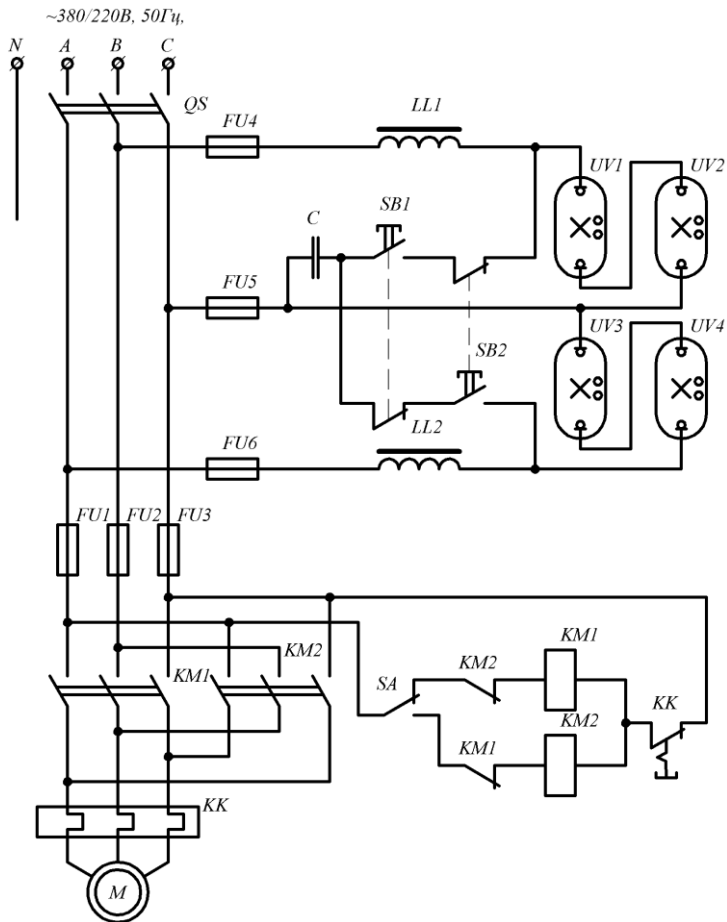 ~380/220В, 50Гц,
N A B C
QS
FU4 LL1
UV1 UV2
C SB1
FU5
UV3 UV4
SB2
LL2
FU6
FU1 FU2 FU3
KM2
KM1
KM1
KM2
SA
KK
KM2
KM1
KK
M